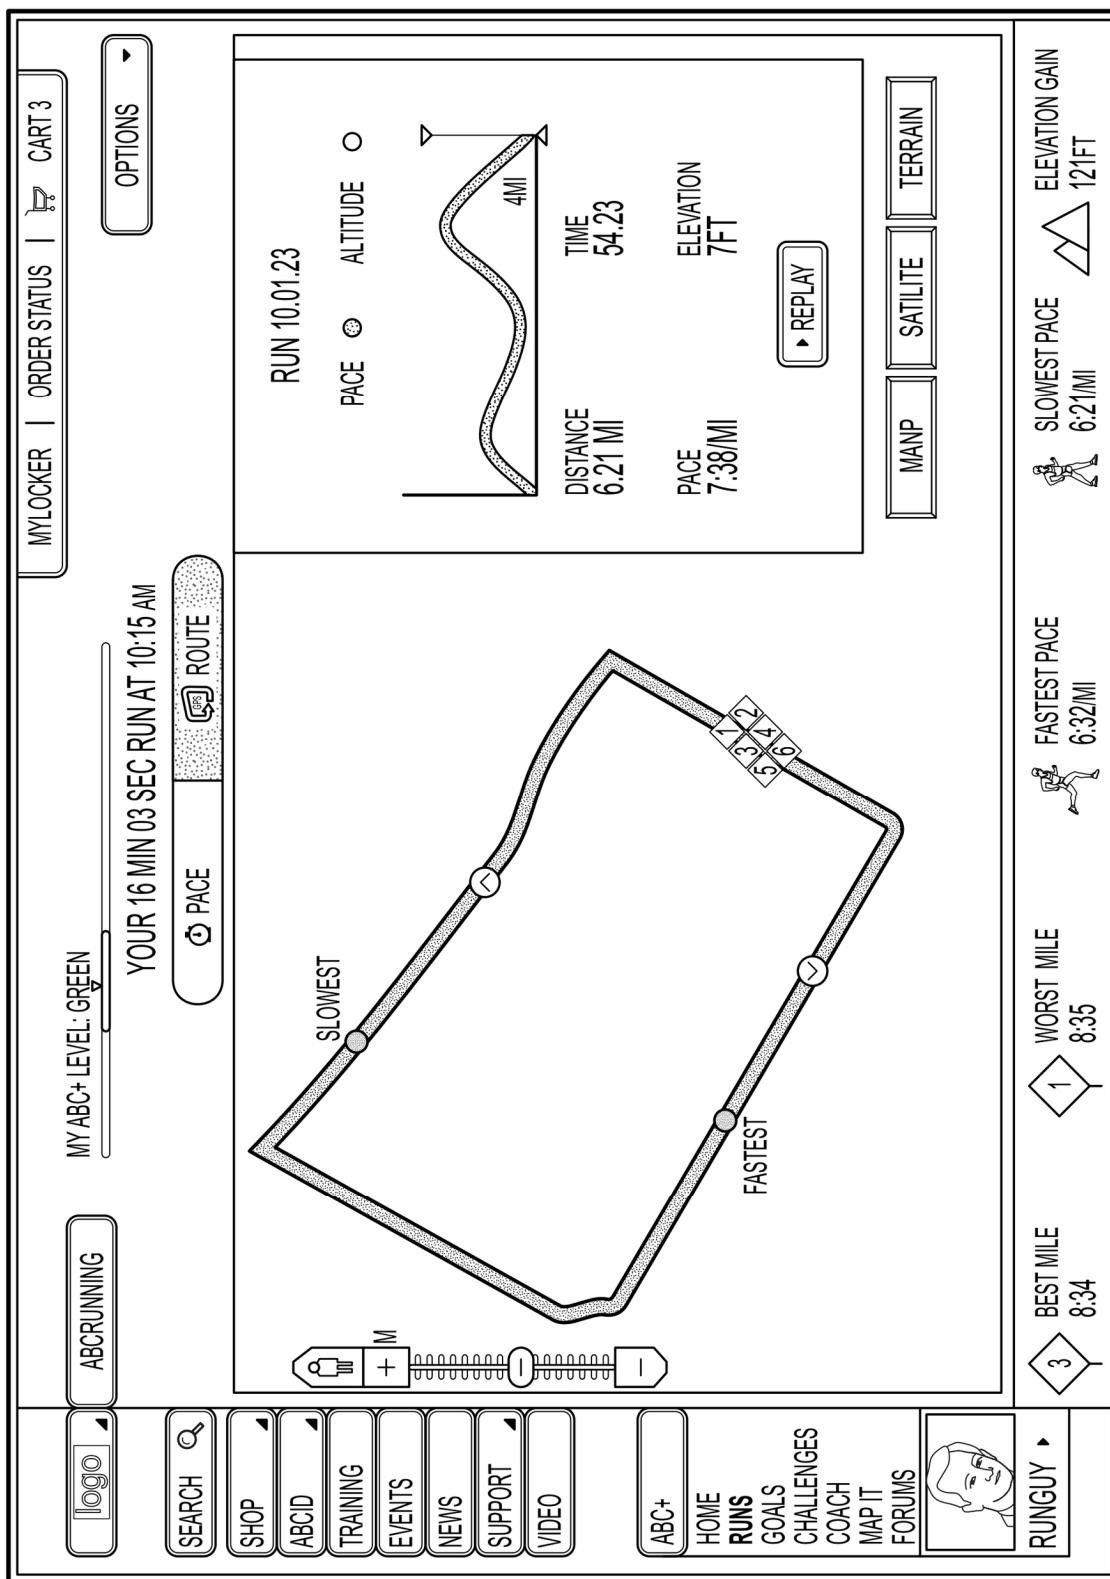 logo
ABCRUNNING
MY ABC+ LEVEL: GREEN
MYLOCKER | ORDER STATUS | CART 3
YOUR 16 MIN 03 SEC RUN AT 10:15 AM
OPTIONS
SEARCH
SHOP
ABCID
TRAINING
EVENTS
NEWS
SUPPORT
VIDEO
ABC+
HOME
RUNS
GOALS
CHALLENGES
COACH
MAP IT
FORUMS
RUNGUY
PACE
GPS
ROUTE
M
SLOWEST
FASTEST
1
2
3
4
5
6
RUN 10.01.23
PACE
ALTITUDE
4MI
DISTANCE
6.21 MI
TIME
54.23
PACE
7:38/MI
ELEVATION
7FT
REPLAY
MANP
SATILITE
TERRAIN
3
BEST MILE
8:34
1
WORST MILE
8:35
FASTEST PACE
6:32/MI
SLOWEST PACE
6:21/MI
ELEVATION GAIN
121FT